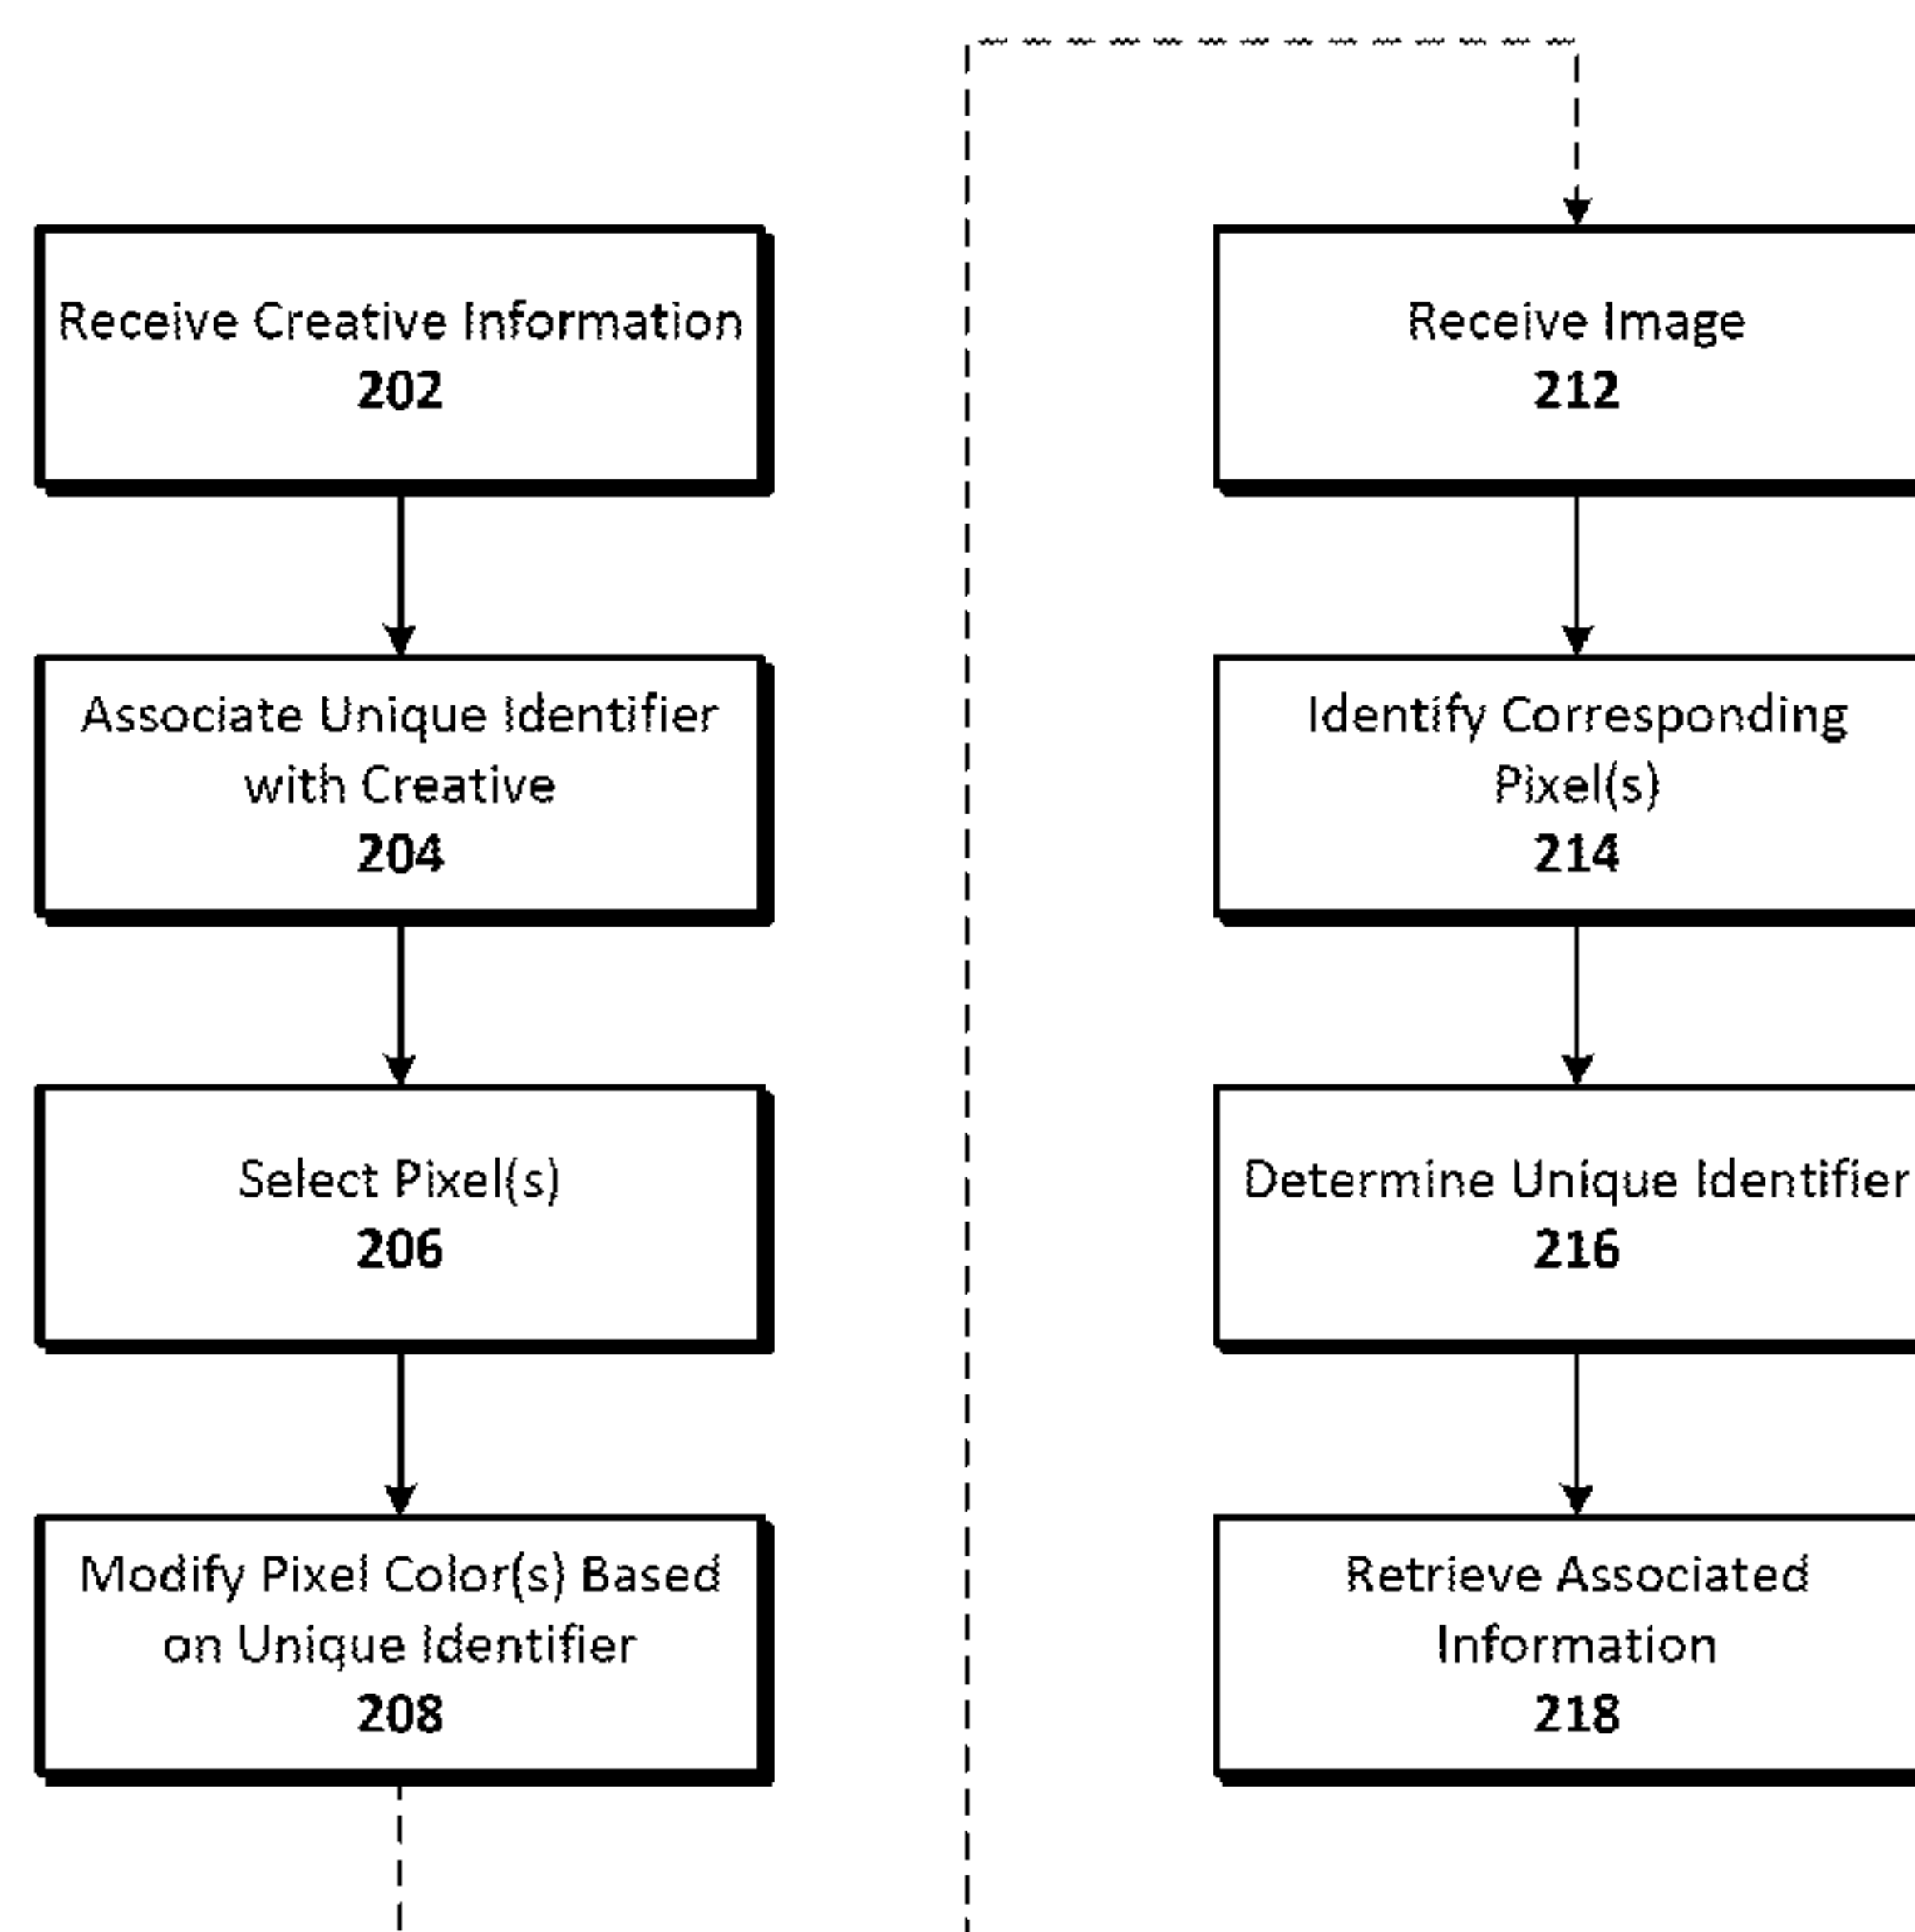 Receive Creative Information
202
Associate Unique Identifier
with Creative
204
Select Pixel(s)
206
Modify Pixel Color(s) Based
on Unique Identifier
208
Receive Image
212
Identify Corresponding
Pixel(s)
214
Determine Unique Identifier
216
Retrieve Associated
Information
218